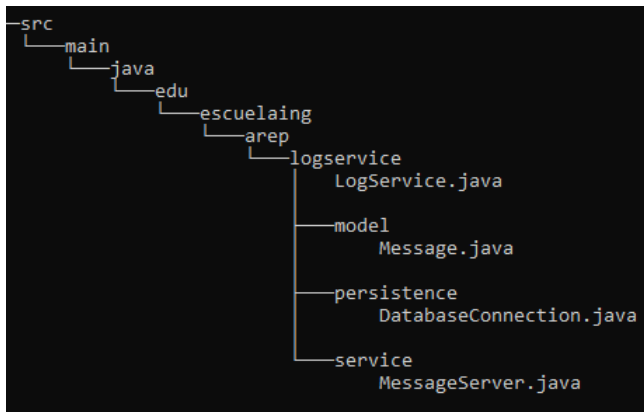 src
main
java
edu
escuelaing
arep
logservice
LogService.java
model
Message.java
persistence
DatabaseConnection.java
service
MessageServer.java